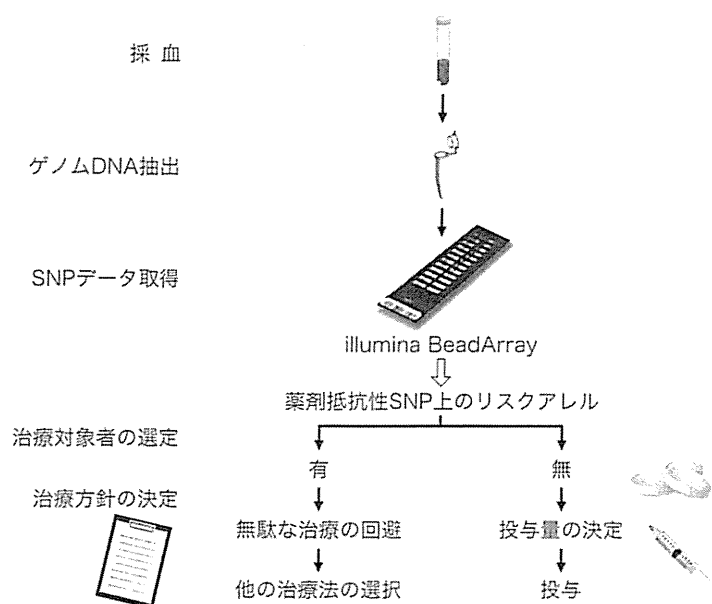 採 血
ゲノムDNA抽出
SNPデータ取得
illumina BeadArray
薬剤抵抗性SNP上のリスクアレル
治療対象者の選定
有
無
治療方針の決定
無駄な治療の回避
投与量の決定
他の治療法の選択
投与